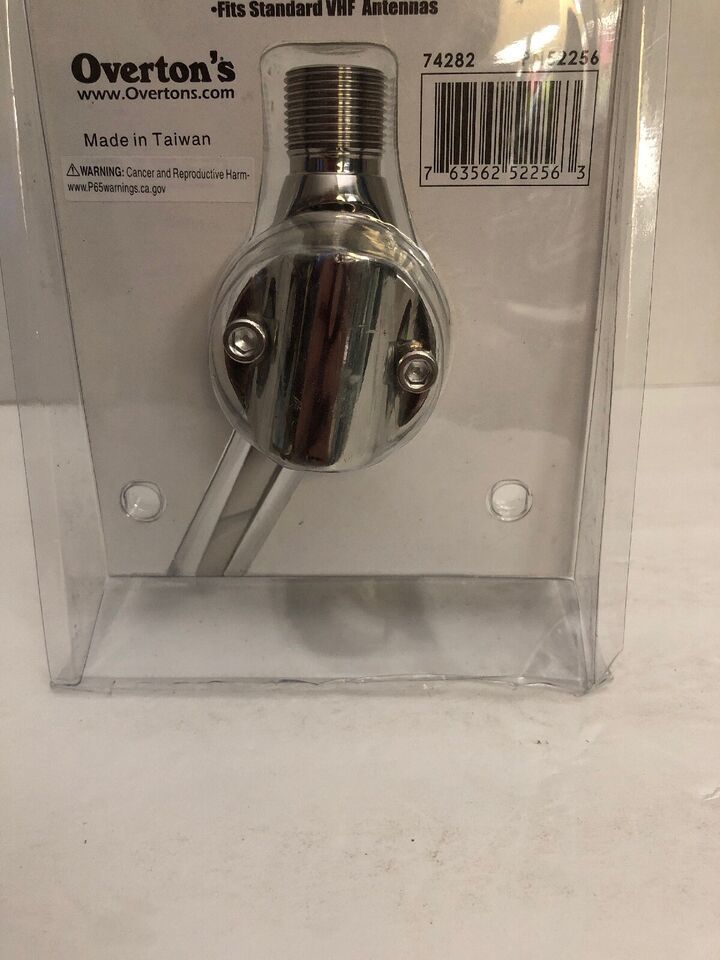 •Fits Standard VHF Antennas
Overton's
www.Overtons.com
Made in Taiwan
⚠WARNING: Cancer and Reproductive Harm-
www.P65warnings.ca.gov
74282
52256
7 63562 52256 3